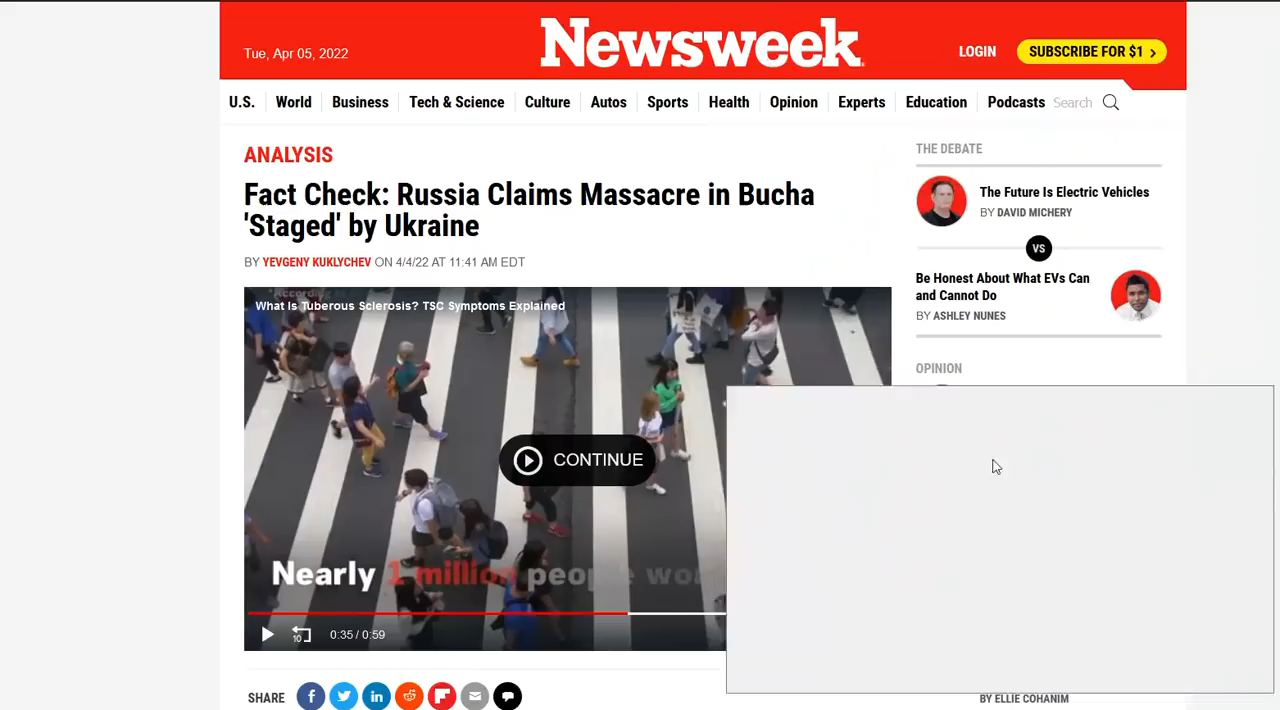 Newsweek
Tue, Apr 05, 2022
LOGIN
SUBSCRIBE FOR $1
U.S. World Business Tech & Science Culture Autos Sports Health Opinion Experts Education Podcasts Search
ANALYSIS
Fact Check: Russia Claims Massacre in Bucha
'Staged' by Ukraine
BY YEVGENY KUKLYCHEV ON 4/4/22 AT 11:41 AM EDT
What Is Tuberous Sclerosis? TSC Symptoms Explained
CONTINUE
Nearly 1 million people
0:35 / 0:59
10
SHARE
THE DEBATE
The Future Is Electric Vehicles
BY DAVID MICHERY
VS
Be Honest About What EVs Can
and Cannot Do
BY ASHLEY NUNES
OPINION
BY ELLIE COHANIM